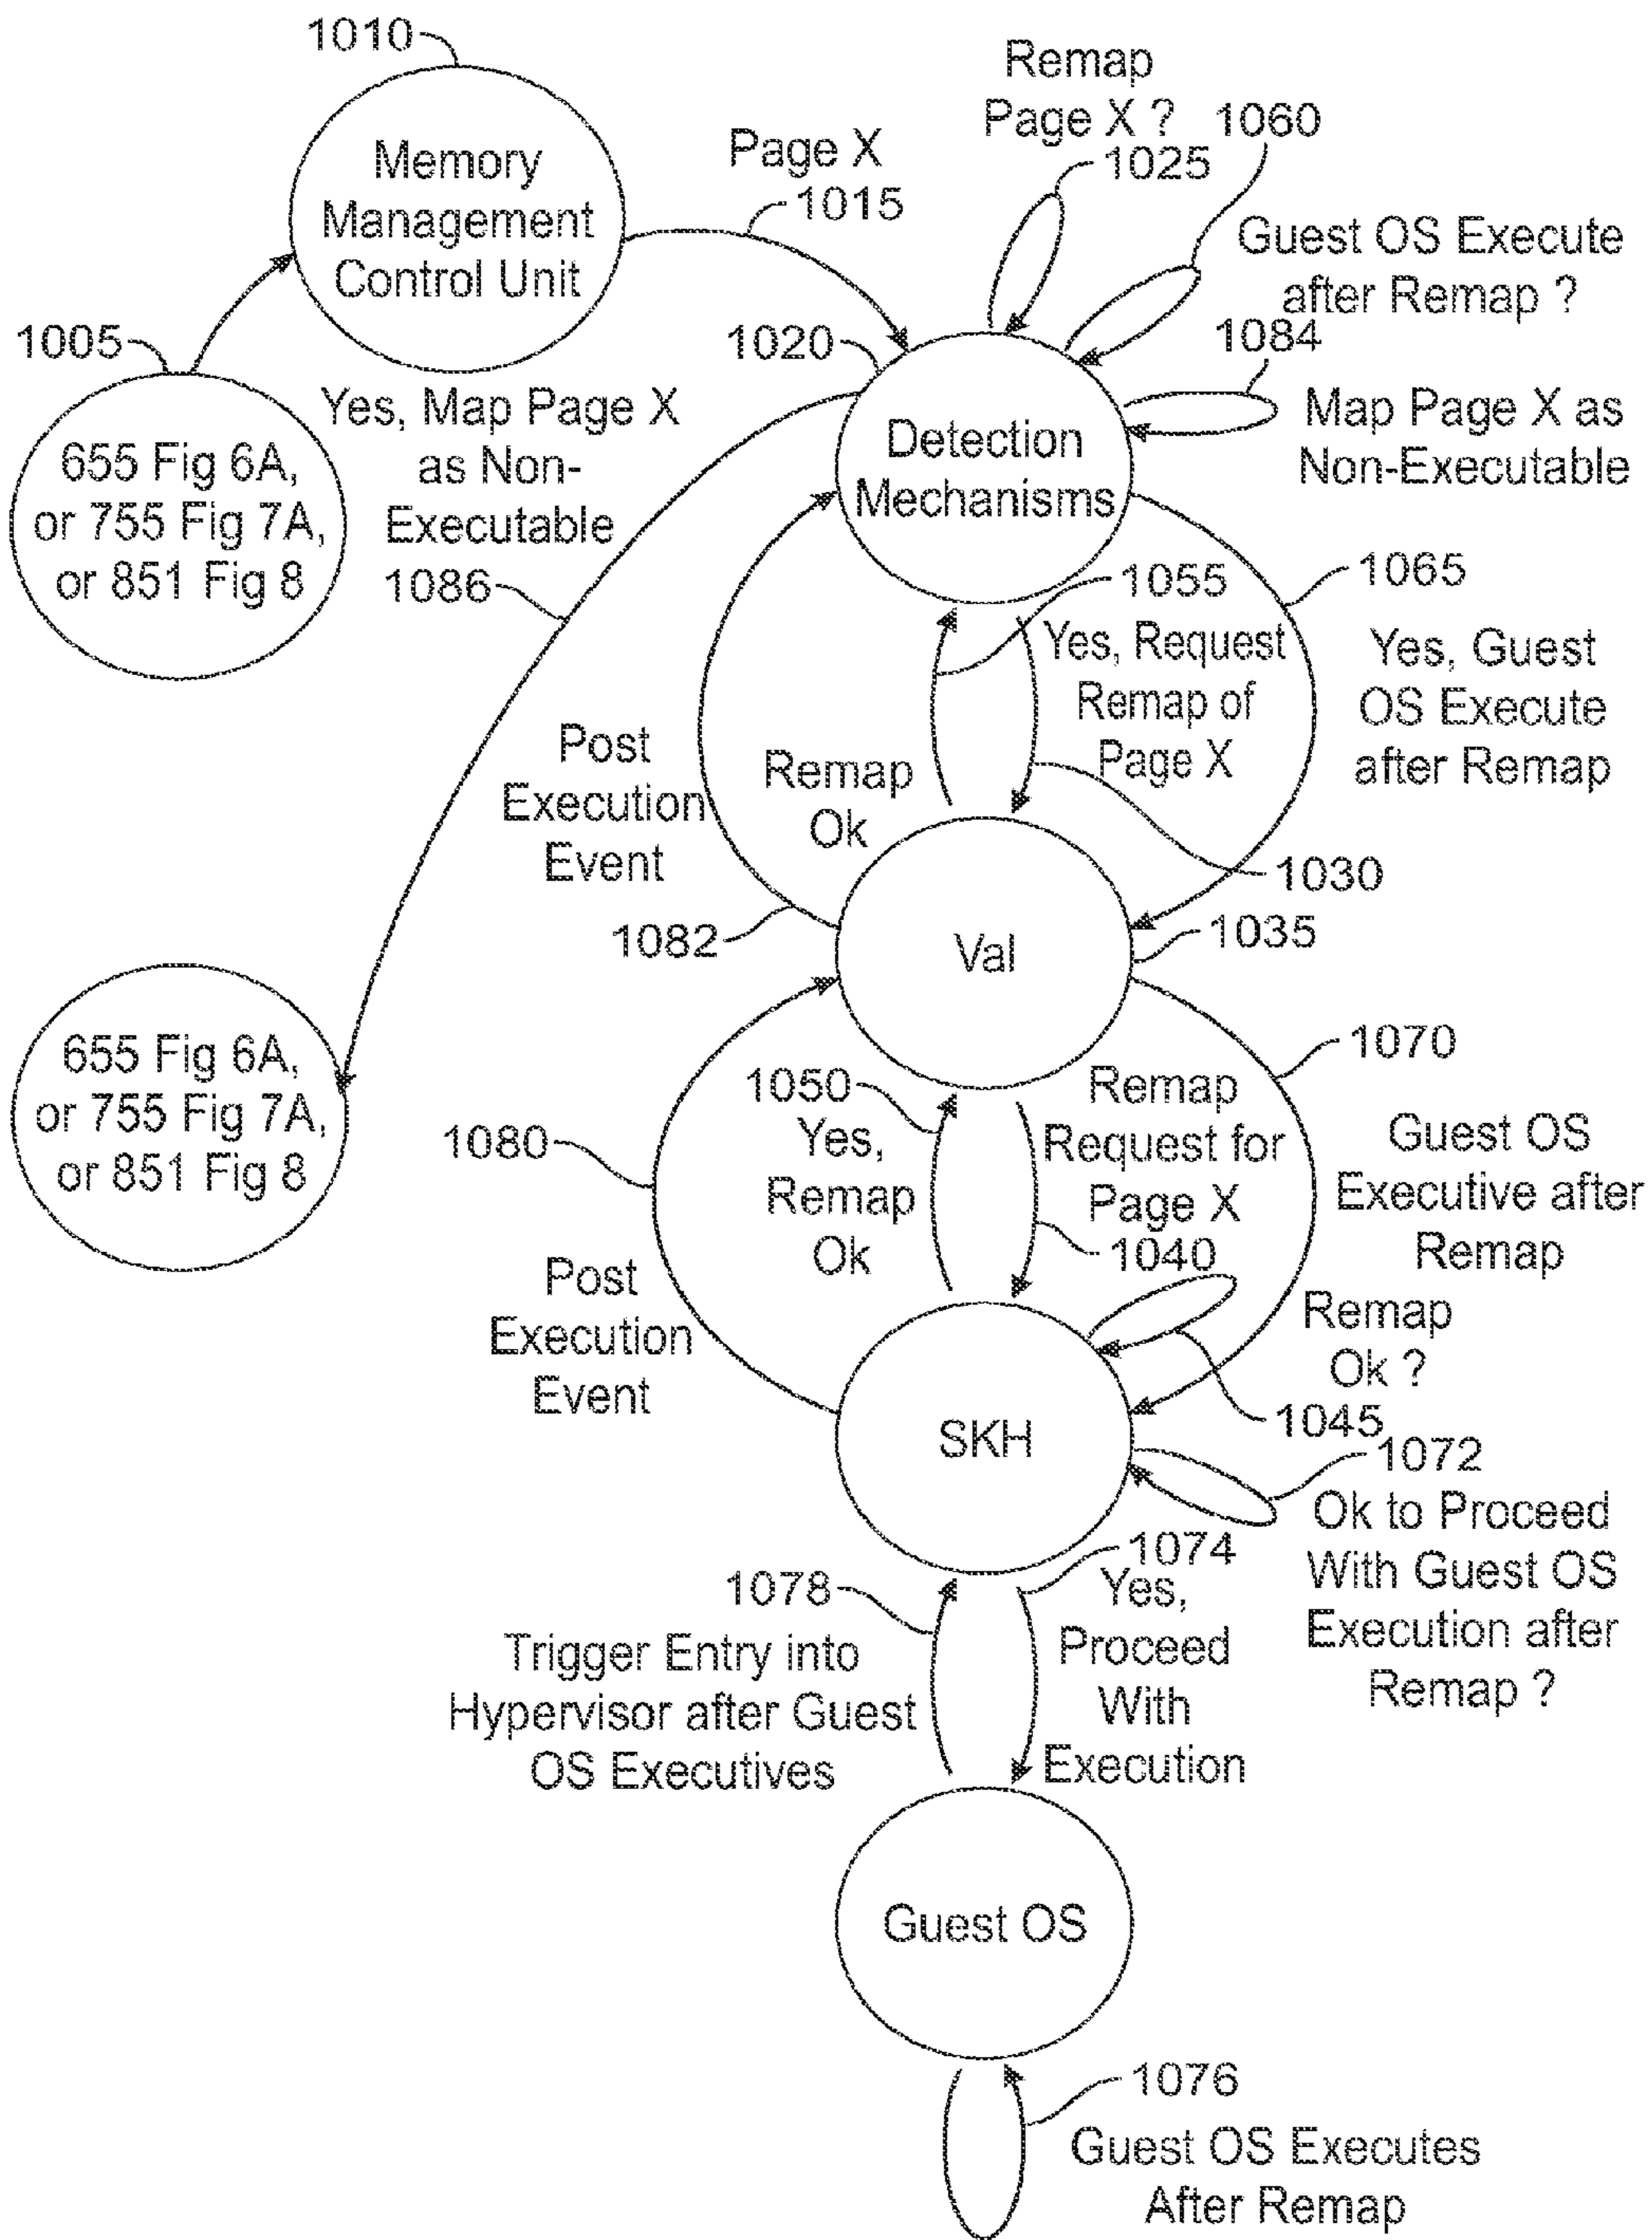 1010
Memory
Management
Control Unit
Page X
1015
Remap
Page X ?
1025
1060
Guest OS Execute
after Remap ?
1084
Map Page X as
Non-Executable
1005
655 Fig 6A,
or 755 Fig 7A,
or 851 Fig 8
Yes, Map Page X
as Non-
Executable
1086
1020
Detection
Mechanisms
1055
Yes, Request
Remap of
Page X
1065
Yes, Guest
OS Execute
after Remap
Post
Execution
Event
Remap
Ok
1030
1082
Val
1035
655 Fig 6A,
or 755 Fig 7A,
or 851 Fig 8
1080
1050
Yes,
Remap
Ok
Remap
Request for
Page X
1040
1070
Guest OS
Executive after
Remap
Post
Execution
Event
SKH
Remap
Ok ?
1045
1072
Ok to Proceed
With Guest OS
Execution after
Remap ?
1078
Trigger Entry into
Hypervisor after Guest
OS Executives
1074
Yes,
Proceed
With
Execution
Guest OS
1076
Guest OS Executes
After Remap